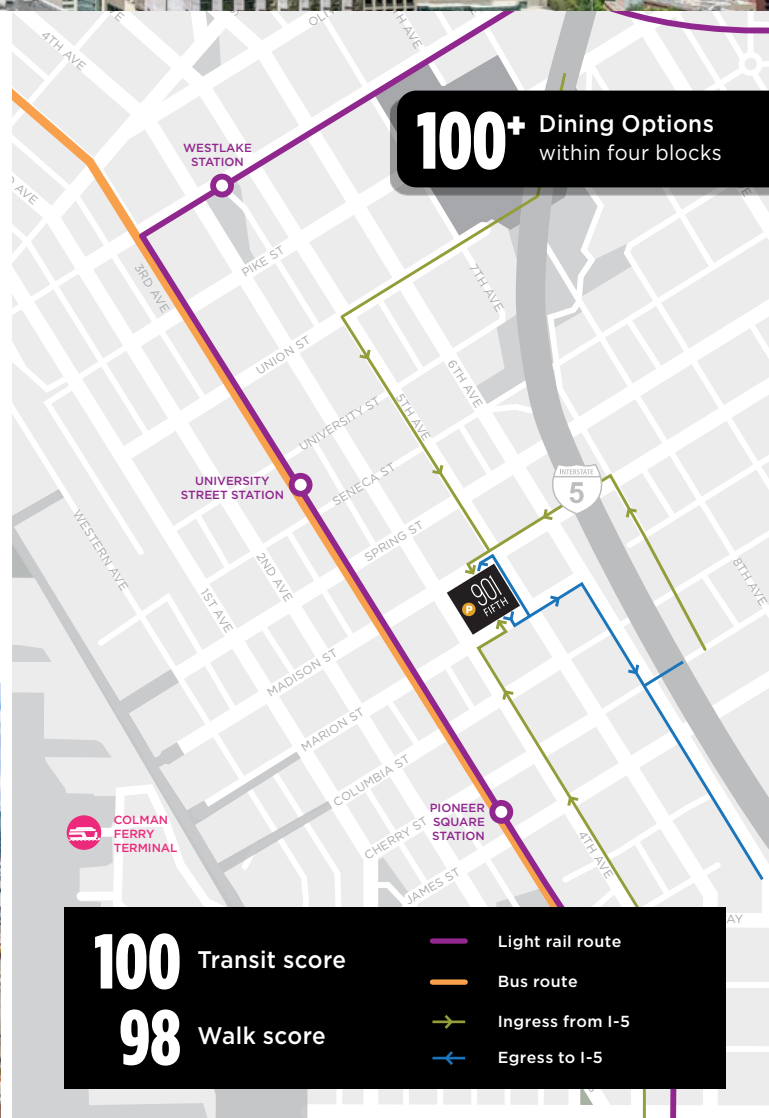 4TH AVE
AVE
OLIV
TH AVE
100+ Dining Options
within four blocks
WESTLAKE
STATION
AVE
PIKE ST
3RD AVE
7TH AVE
UNION ST
6TH AVE
UNIVERSITY ST
5TH AVE
UNIVERSITY
STREET STATION
SENECA ST
INTERSTATE
5
WESTERN AVE
SPRING ST
2ND AVE
1ST AVE
8TH AVE
P 901
FIFTH
MADISON ST
MARION ST
COLUMBIA ST
COLMAN
FERRY
TERMINAL
PIONEER
SQUARE
STATION
CHERRY ST
4TH AVE
JAMES ST
AY
100 Transit score
98 Walk score
Light rail route
Bus route
Ingress from I-5
Egress to I-5